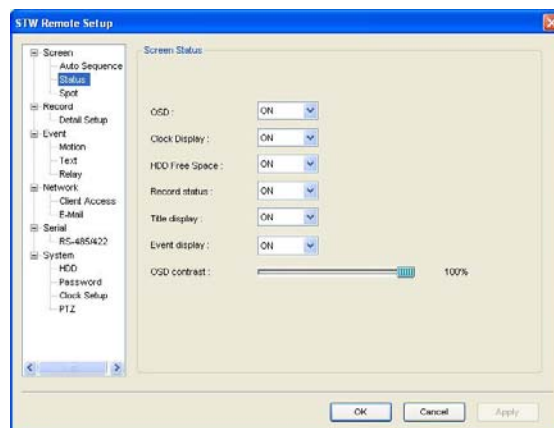 STW Remote Setup
Screen
Auto Sequence
Status
Spot
Record
Detail Setup
Event
Motion
Text
Relay
Network
Client Access
E-Mail
Serial
RS-485/422
System
HDD
Password
Clock Setup
PTZ
Screen Status
OSD : ON
Clock Display : ON
HDD Free Space : ON
Record status : ON
Title display : ON
Event display : ON
OSD contrast : 100%
OK Cancel Apply